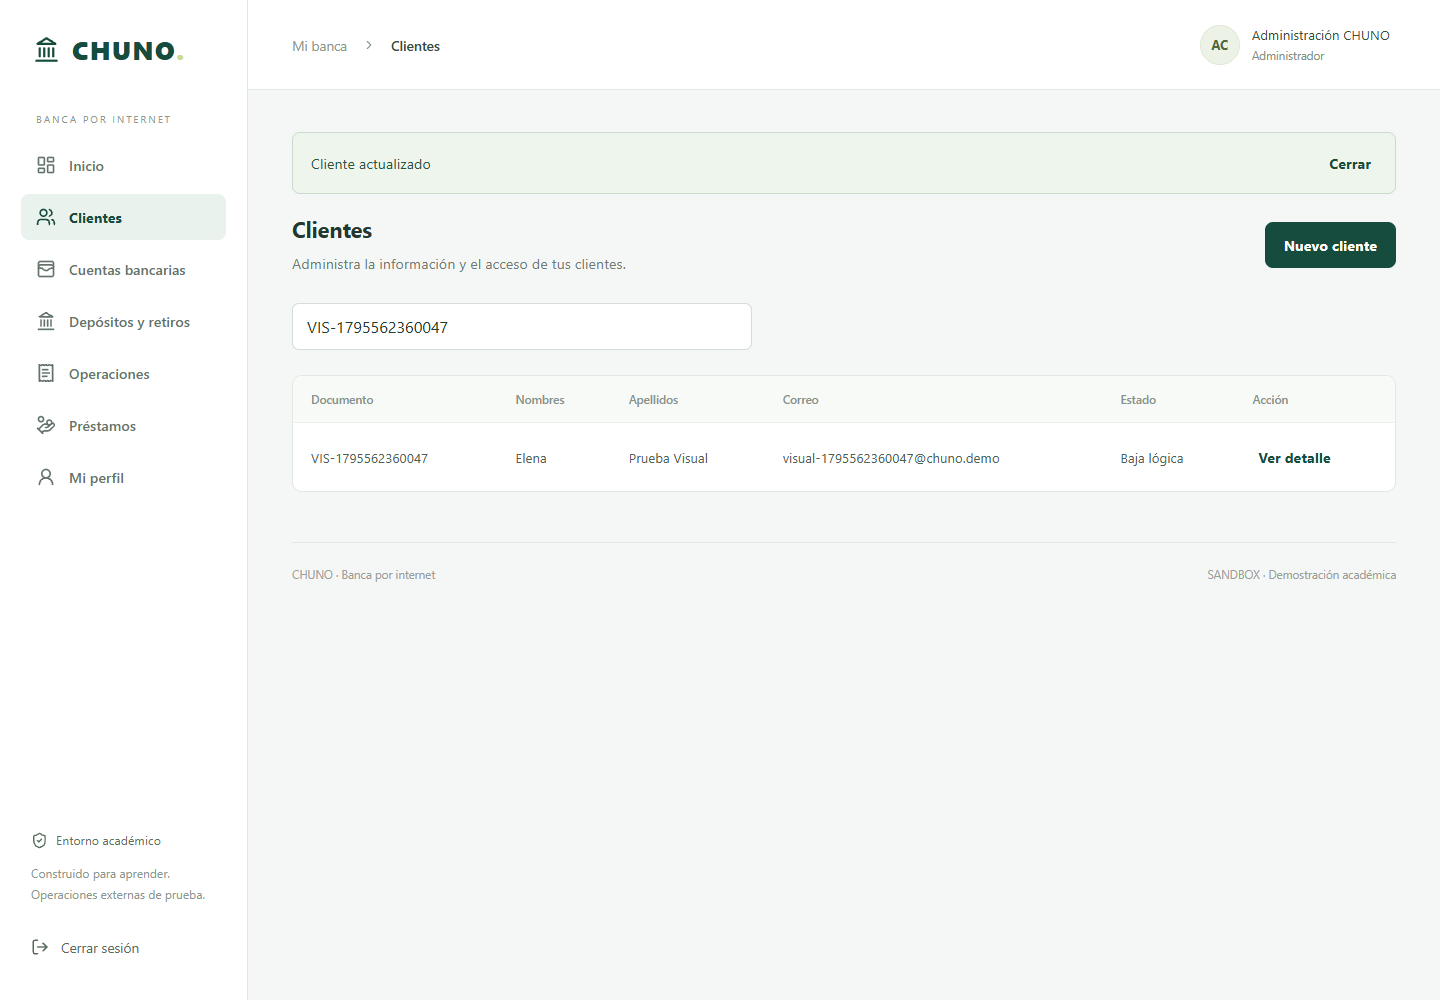 CHUNO.
BANCA POR INTERNET
Inicio
Clientes
Cuentas bancarias
Depósitos y retiros
Operaciones
Préstamos
Mi perfil
Entorno académico
Construido para aprender.
Operaciones externas de prueba.
Cerrar sesión
Mi banca > Clientes
AC
Administración CHUNO
Administrador
Cliente actualizado
Cerrar
Clientes
Administra la información y el acceso de tus clientes.
Nuevo cliente
VIS-1795562360047
Documento Nombres Apellidos Correo Estado Acción
VIS-1795562360047 Elena Prueba Visual visual-1795562360047@chuno.demo Baja lógica Ver detalle
CHUNO · Banca por internet
SANDBOX · Demostración académica